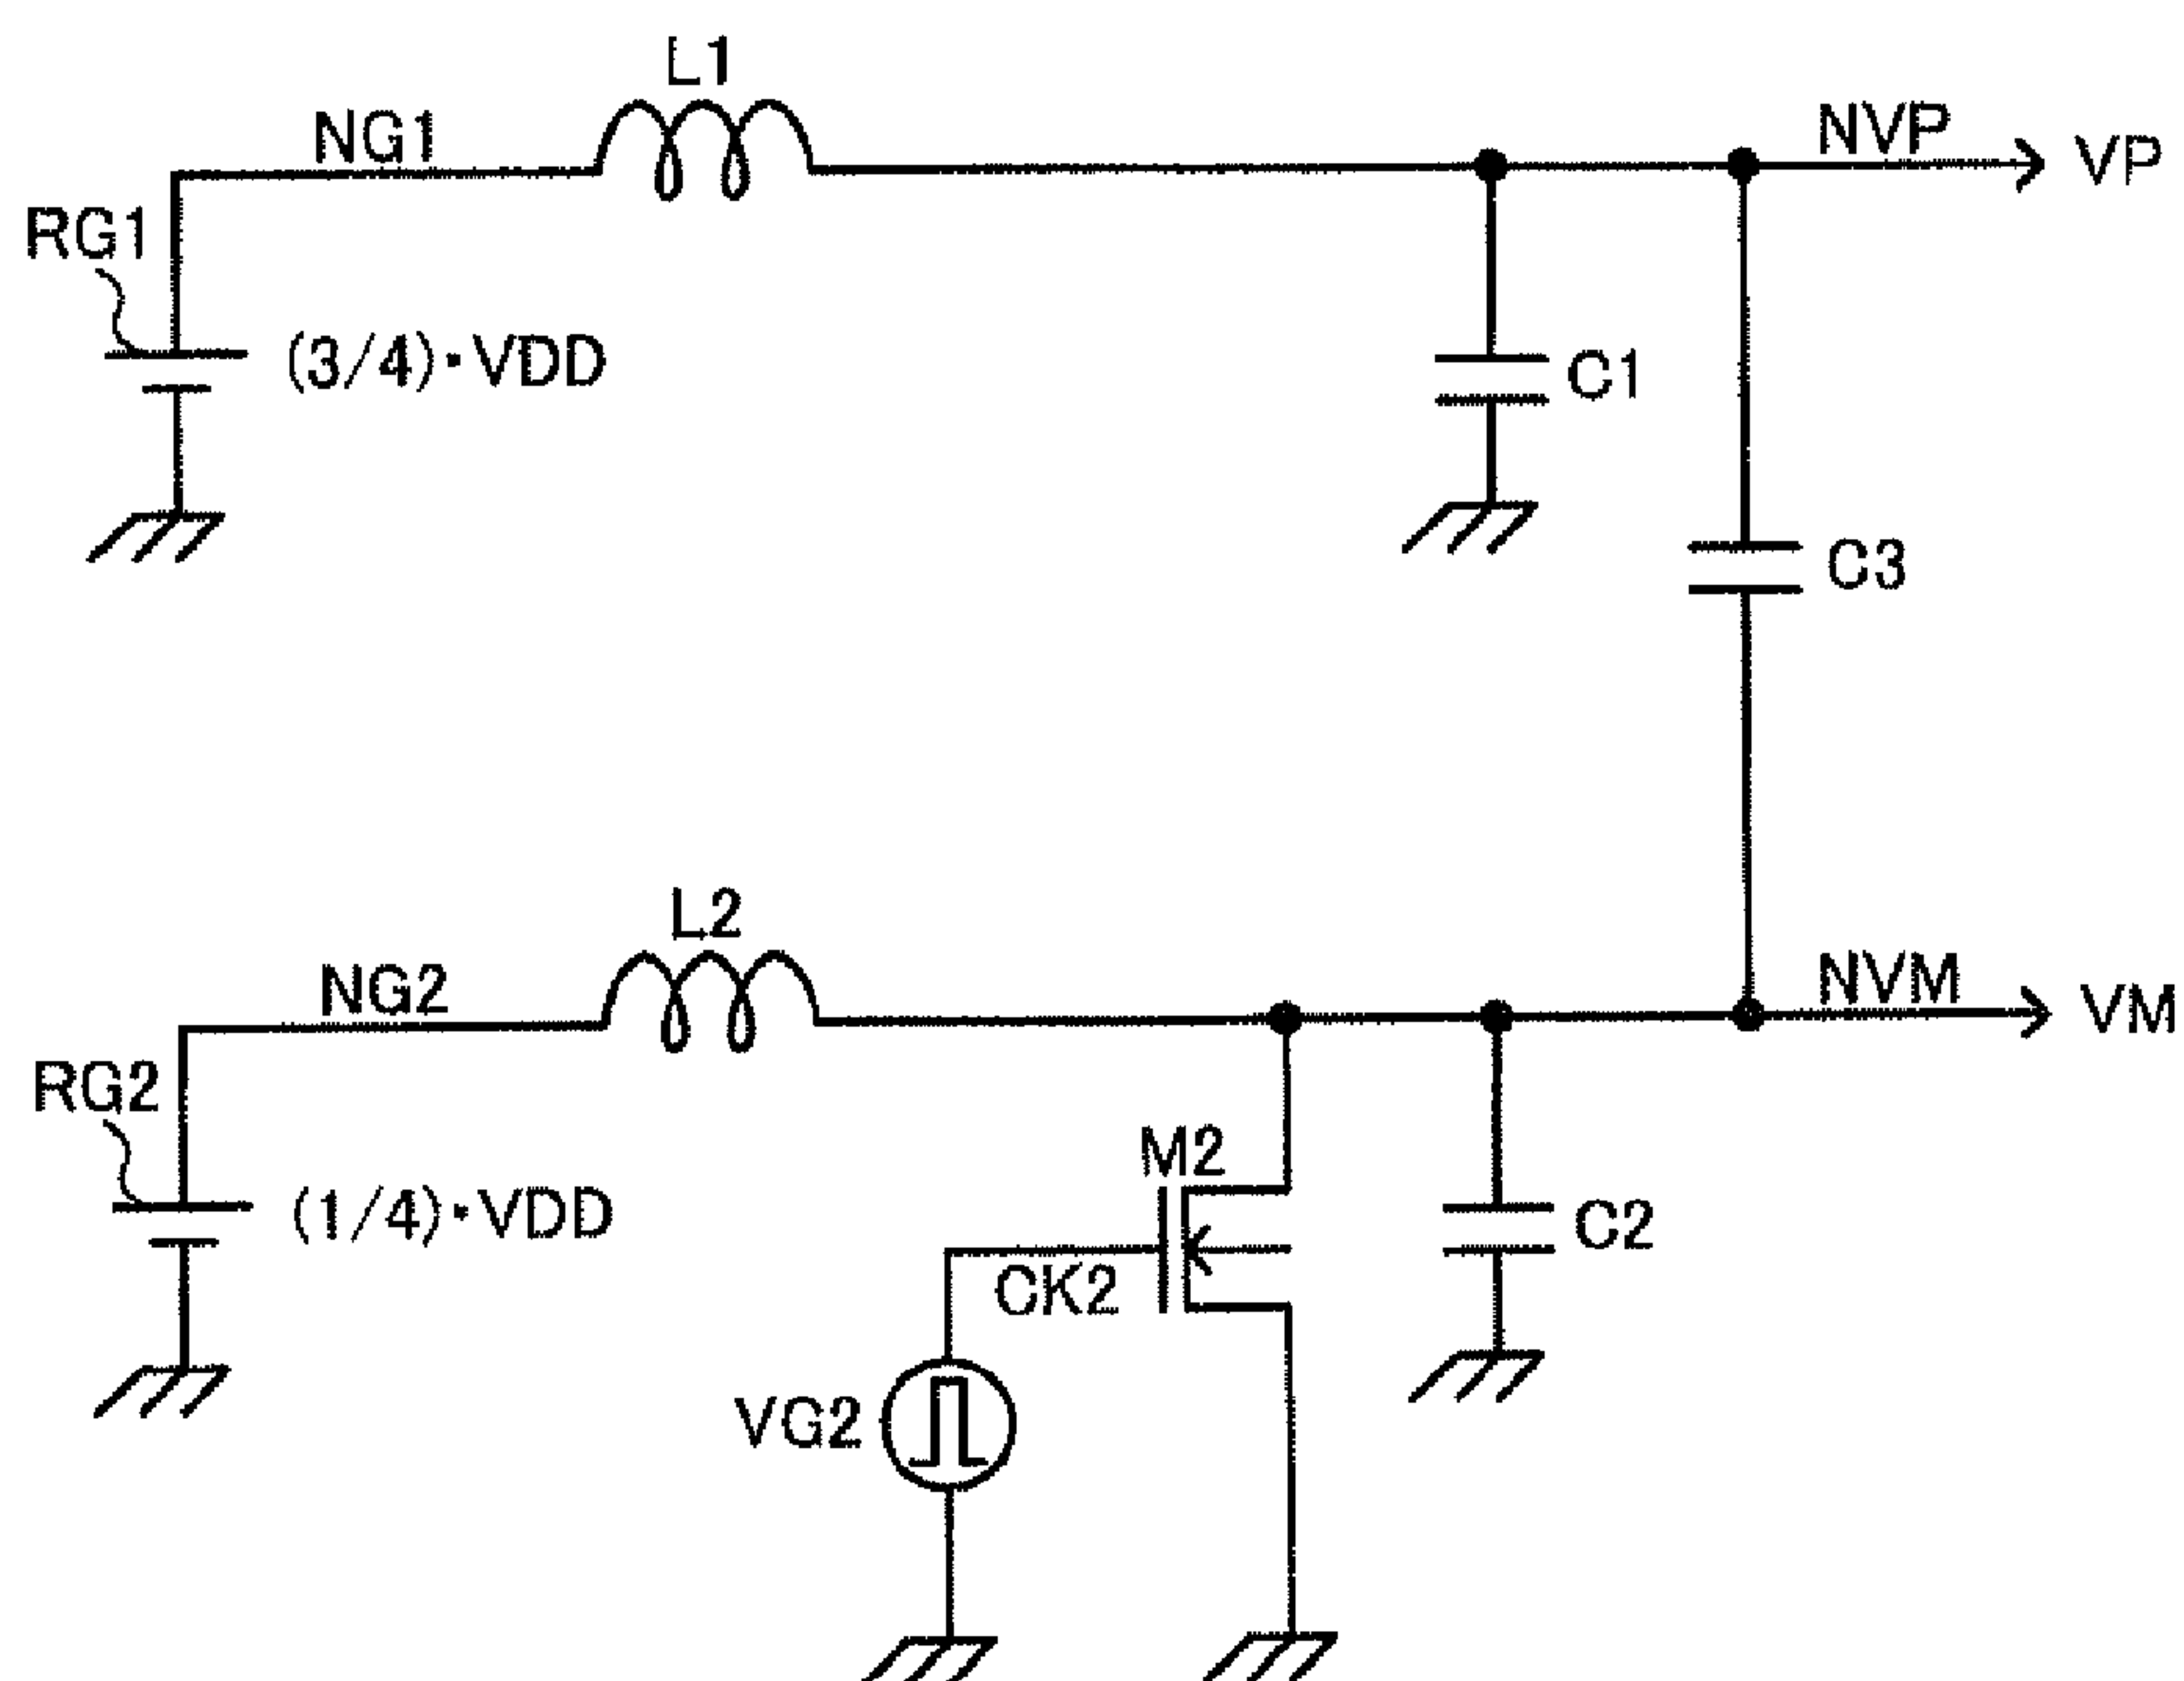 L1
NG1
NVP
VP
RG1
(3/4)·VDD
C1
C3
L2
NG2
NVM
VM
RG2
M2
(1/4)·VDD
C2
CK2
VG2